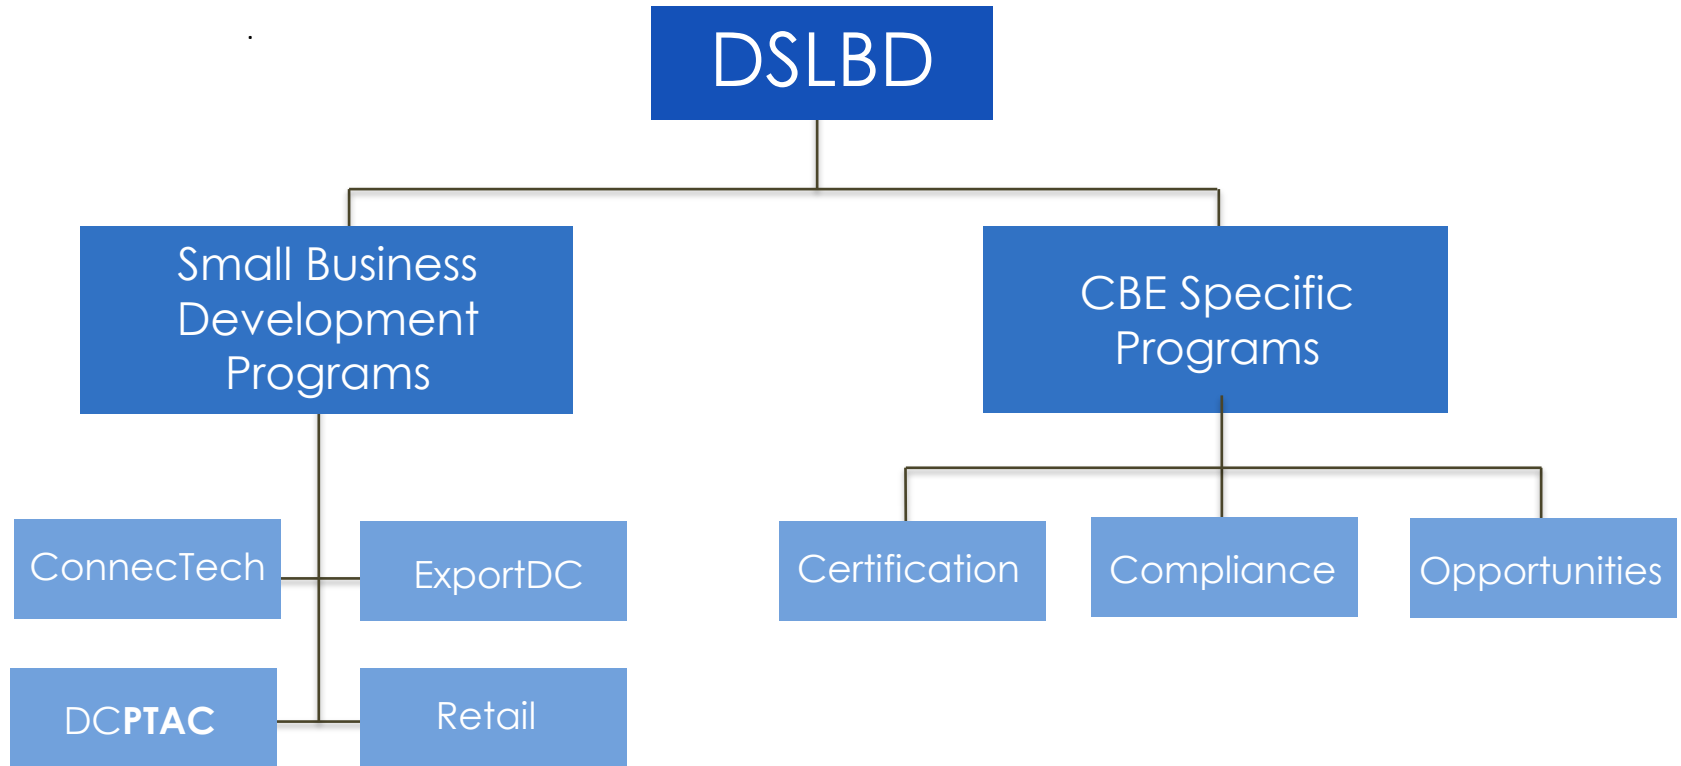 .
DSLBD
Small Business
Development
Programs
CBE Specific
Programs
ConnecTech
ExportDC
Certification
Compliance
Opportunities
DCPTAC
Retail